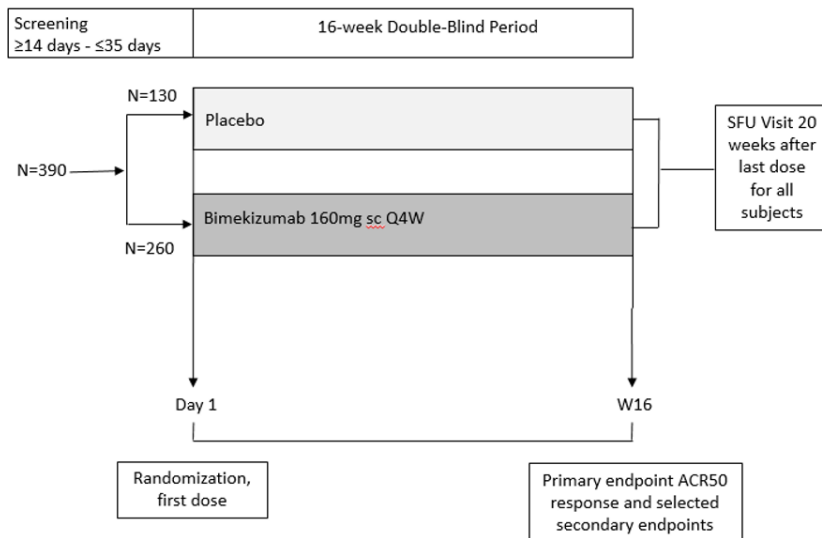 Screening
≥14 days - ≤35 days
16-week Double-Blind Period
N=130
Placebo
N=390
Bimekizumab 160mg sc Q4W
N=260
SFU Visit 20
weeks after
last dose
for all
subjects
Day 1
W16
Randomization,
first dose
Primary endpoint ACR50
response and selected
secondary endpoints